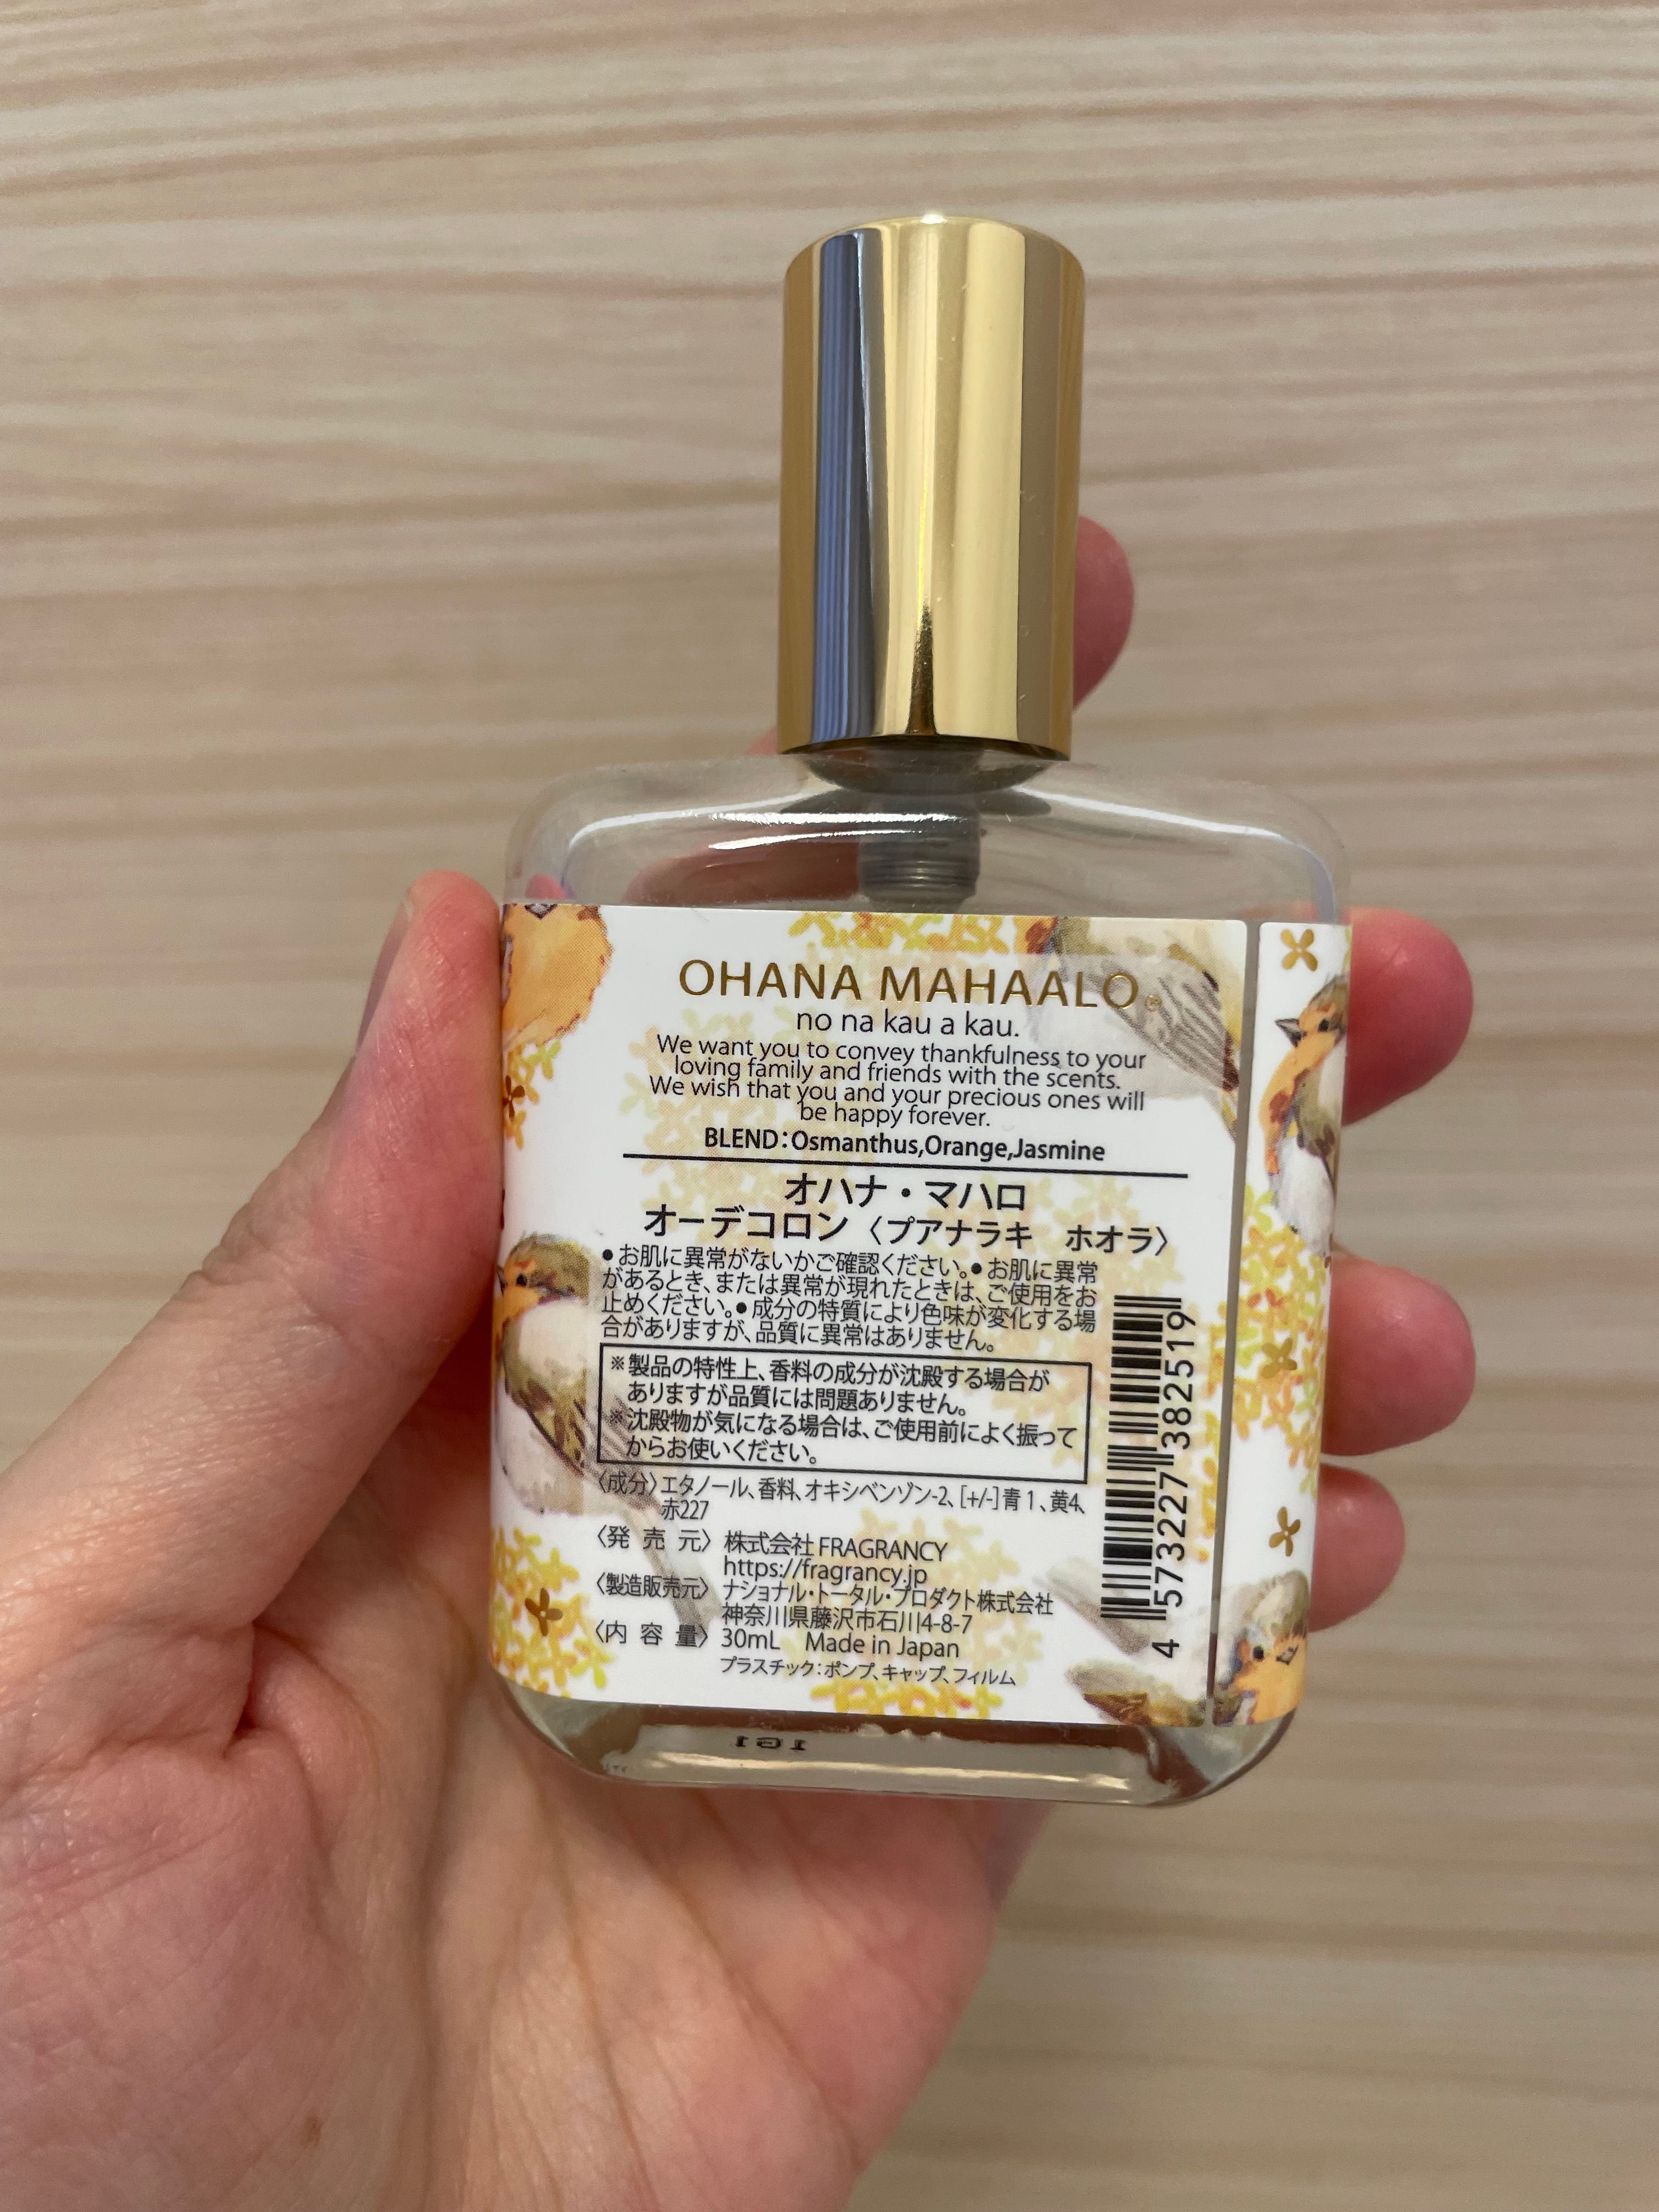 OHANA MAHAALO®
no na kau a kau.
We want you to convey thankfulness to your
loving family and friends with the scents.
We wish that you and your precious ones will
be happy forever.
BLEND:Osmanthus,Orange,Jasmine
オハナ・マハロ
オーデコロン〈プアナラキ　ホオラ〉
●お肌に異常がないかご確認ください。●お肌に異常
があるとき、または異常が現れたときは、ご使用をお
止めください。●成分の特質により色味が変化する場
合がありますが、品質に異常はありません。
※製品の特性上、香料の成分が沈殿する場合が
ありますが品質には問題ありません。
※沈殿物が気になる場合は、ご使用前によく振って
からお使いください。
〈成分〉エタノール、香料、オキシベンゾン-2、[+/-]青1、黄4、
赤227
〈発売元〉株式会社 FRAGRANCY
https://fragrancy.jp
〈製造販売元〉ナショナル・トータル・プロダクト株式会社
神奈川県藤沢市石川4-8-7
〈内容量〉30mL　Made in Japan
プラスチック：ポンプ、キャップ、フィルム
4 573227 382519